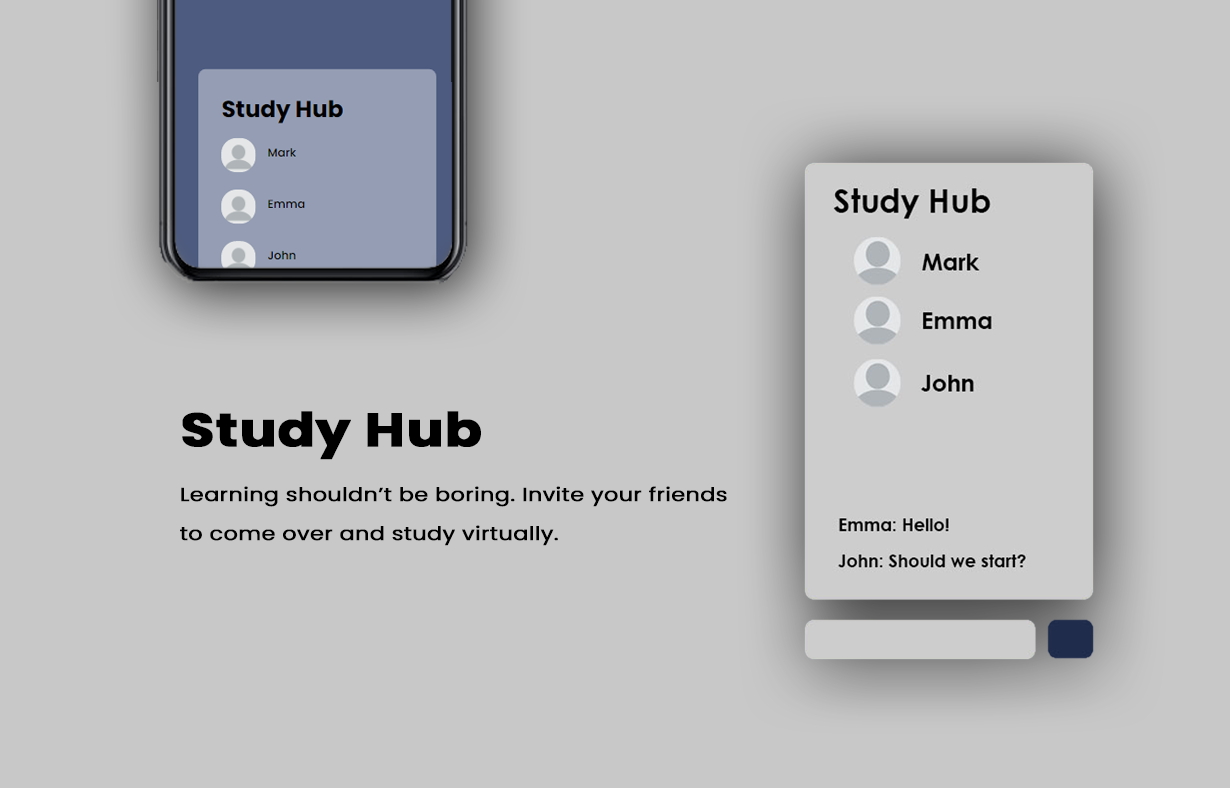 Study Hub
Mark
Emma
John
Study Hub
Learning shouldn’t be boring. Invite your friends
to come over and study virtually.
Study Hub
Mark
Emma
John
Emma: Hello!
John: Should we start?